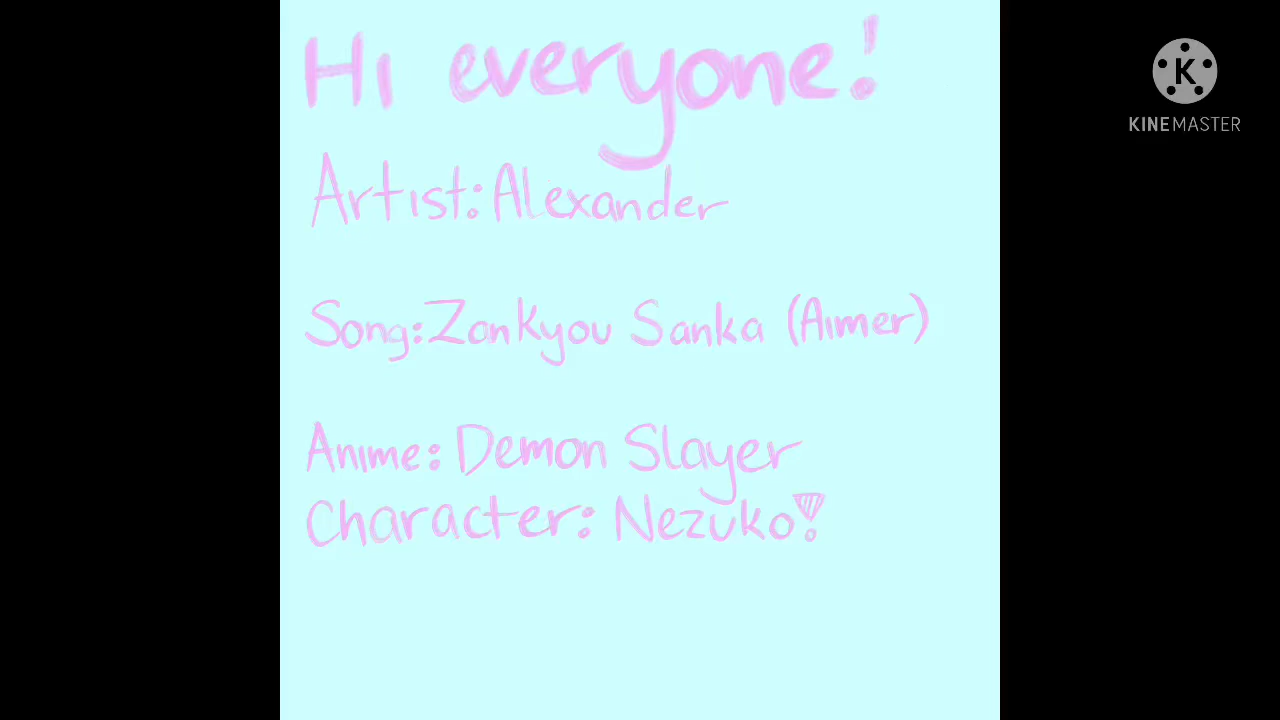 Hi everyone!
Artist: Alexander
Song: Zankyou Sanka (Aimer)
Anime: Demon Slayer
Character: Nezuko!
K
KINEMASTER